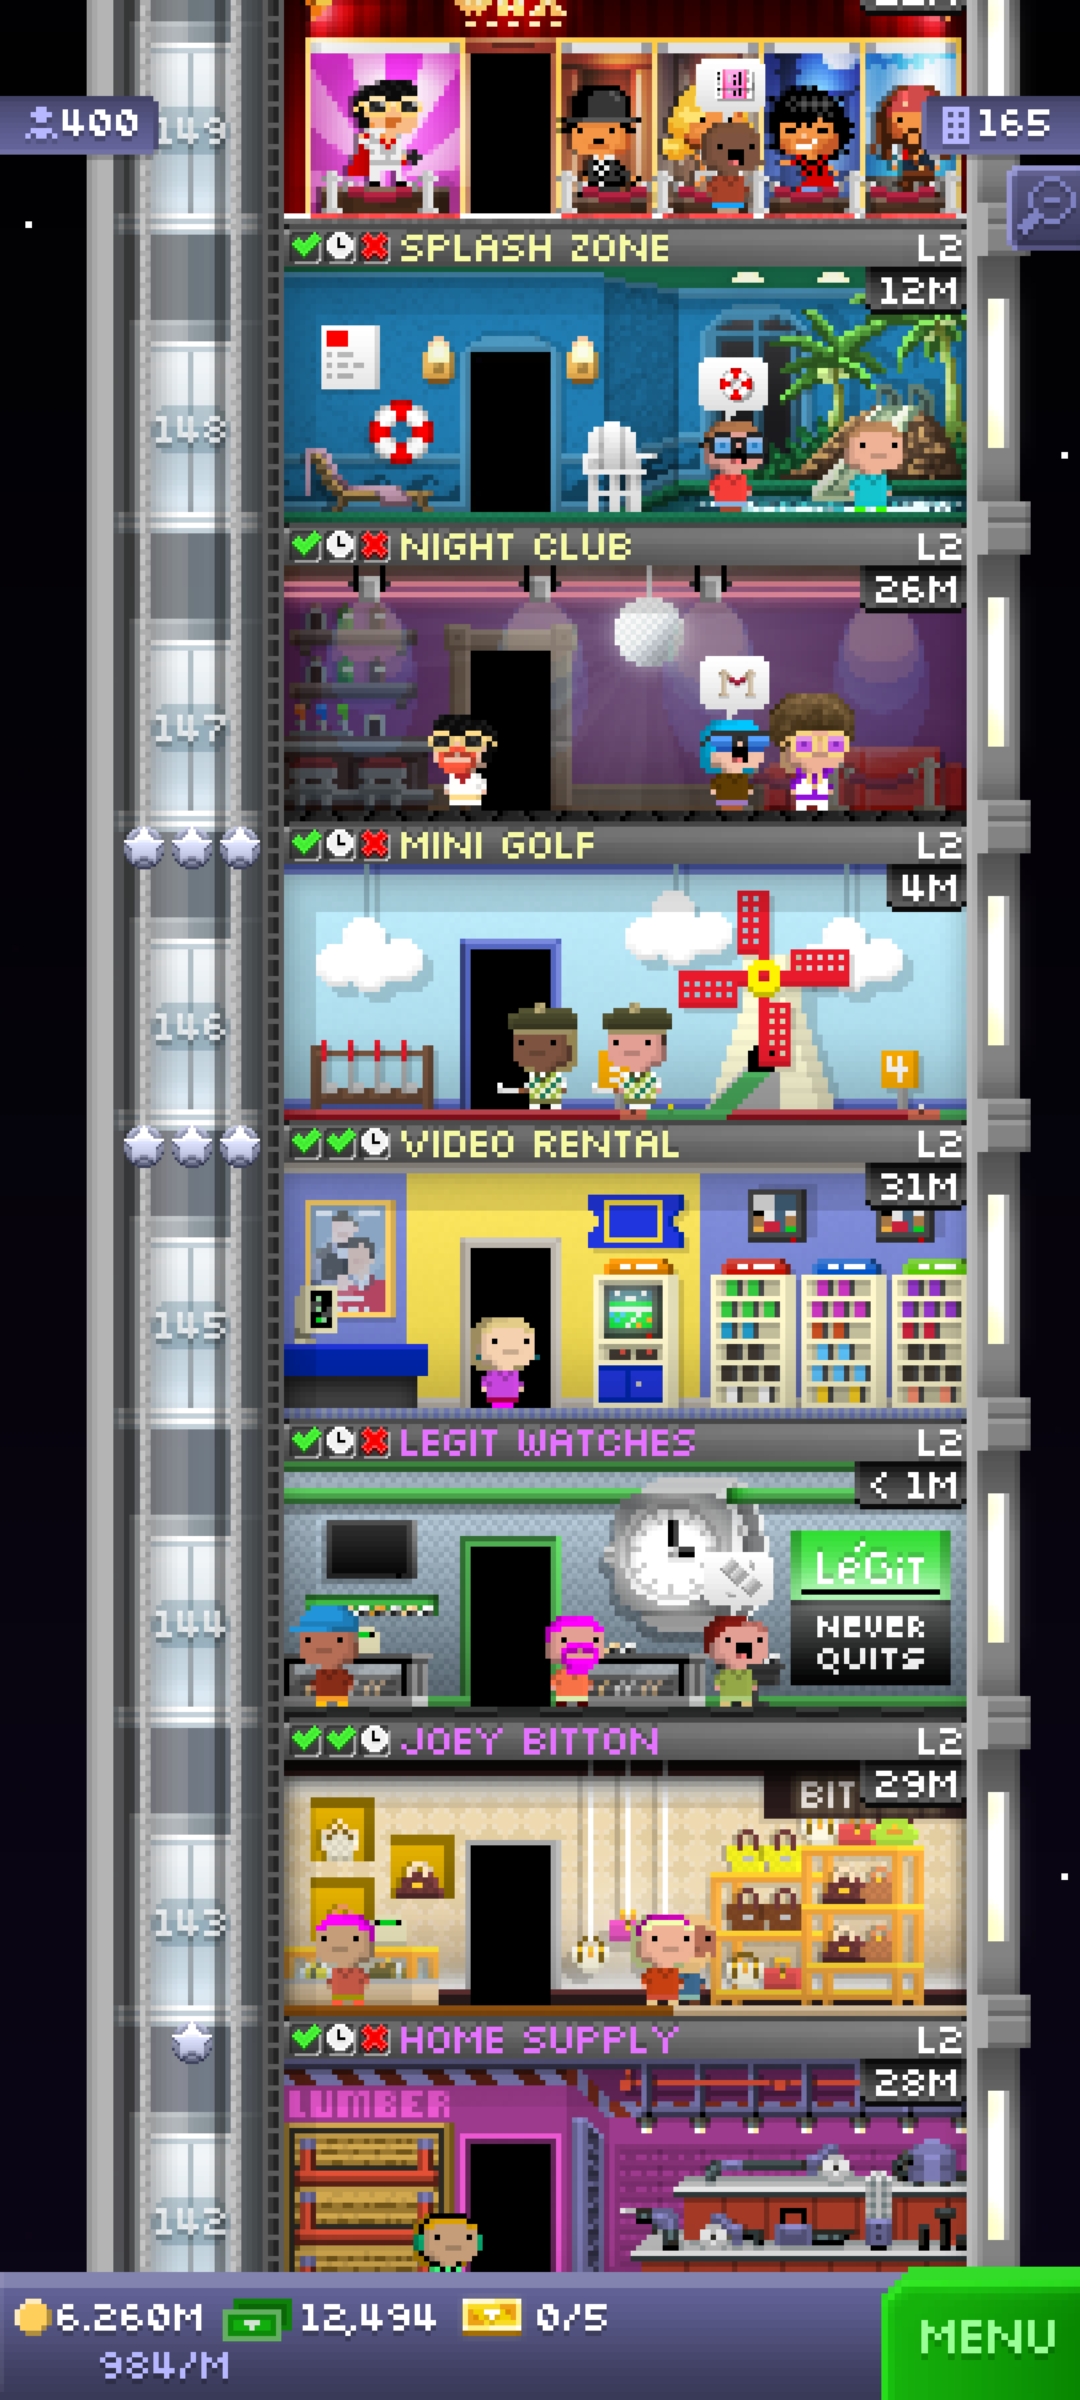 WAX
400
149
165
SPLASH ZONE L2
12M
148
NIGHT CLUB L2
26M
147
MINI GOLF L2
4M
146
4
VIDEO RENTAL L2
31M
145
LEGIT WATCHES L2
< 1M
LéGiT
NEVER
QUITS
144
JOEY BITTON L2
BIT 29M
143
HOME SUPPLY L2
28M
LUMBER
142
6.260M 12,494 0/5
984/M
MENU